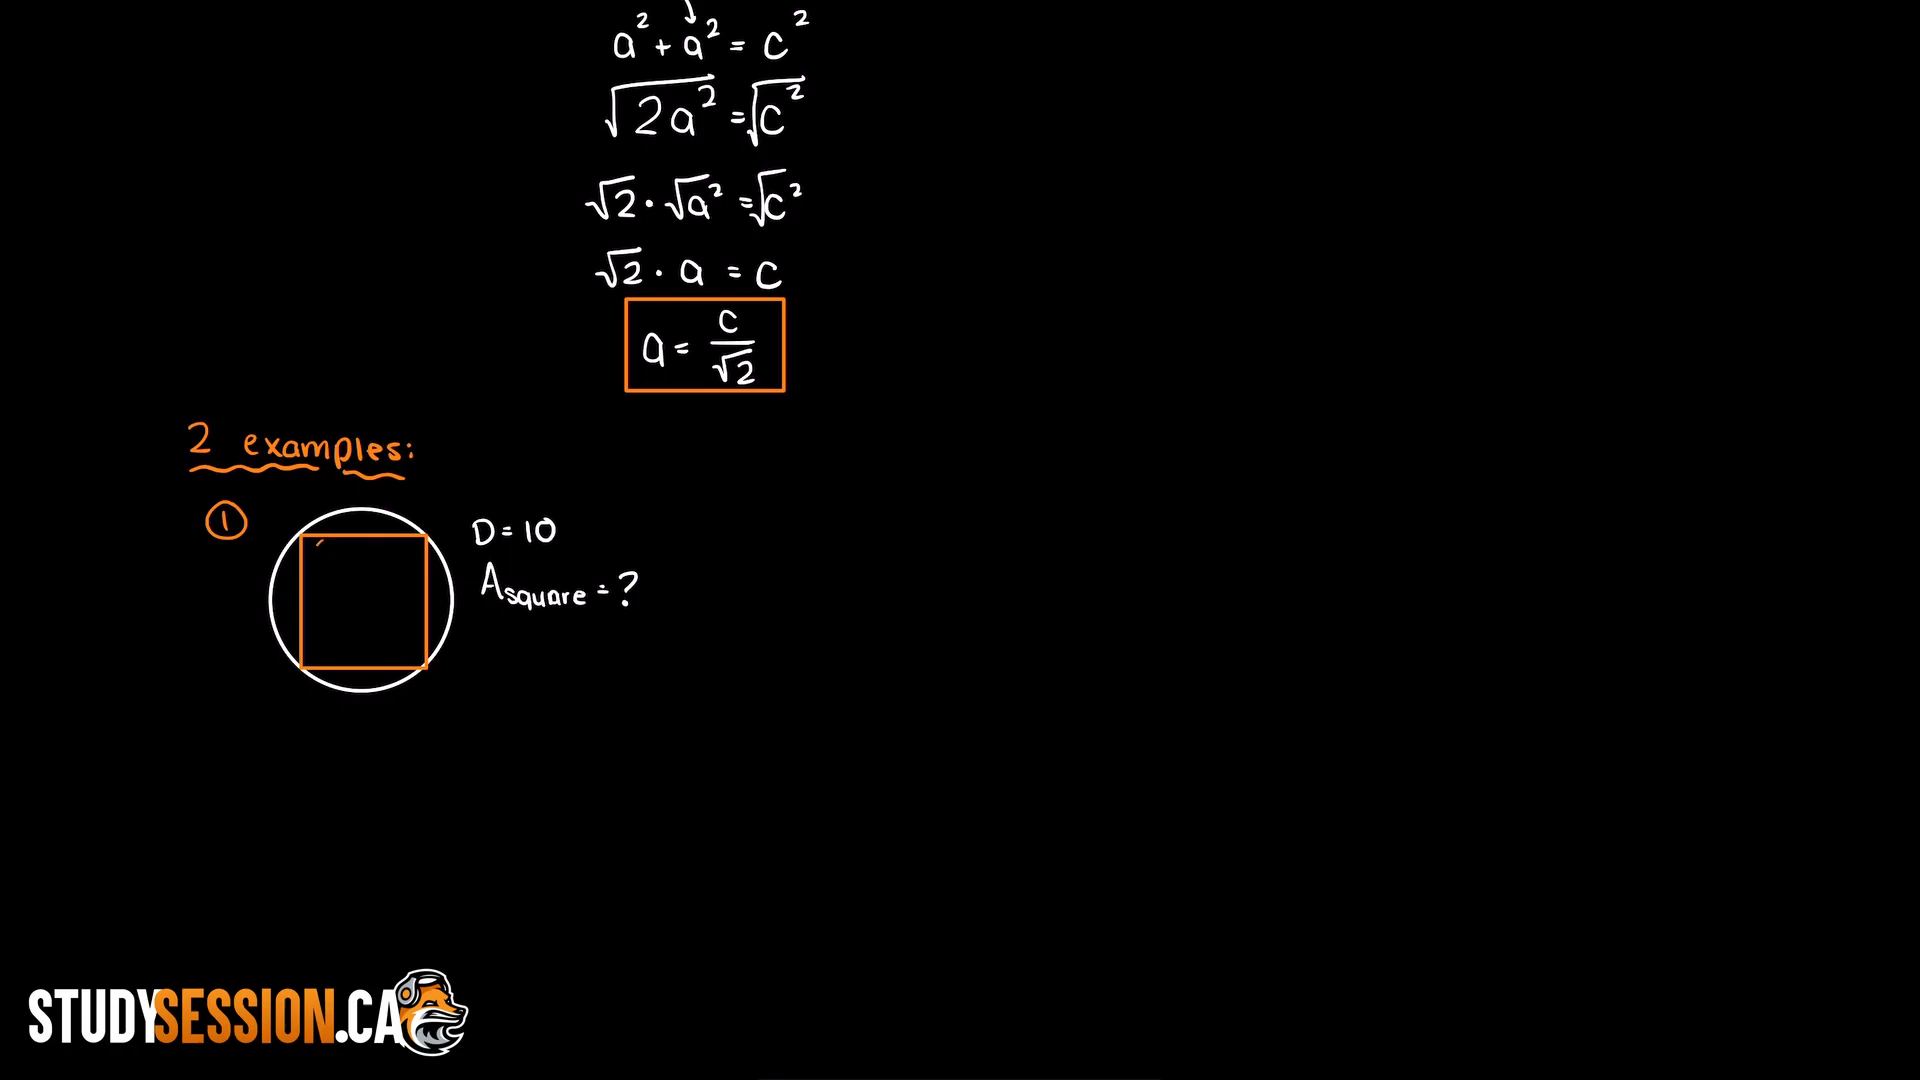 a² + a² = c²
√2a² = √c²
√2 · √a² = √c²
√2 · a = c
a = c/√2
2 examples:
1
D = 10
Asquare = ?
STUDYSESSION.CA